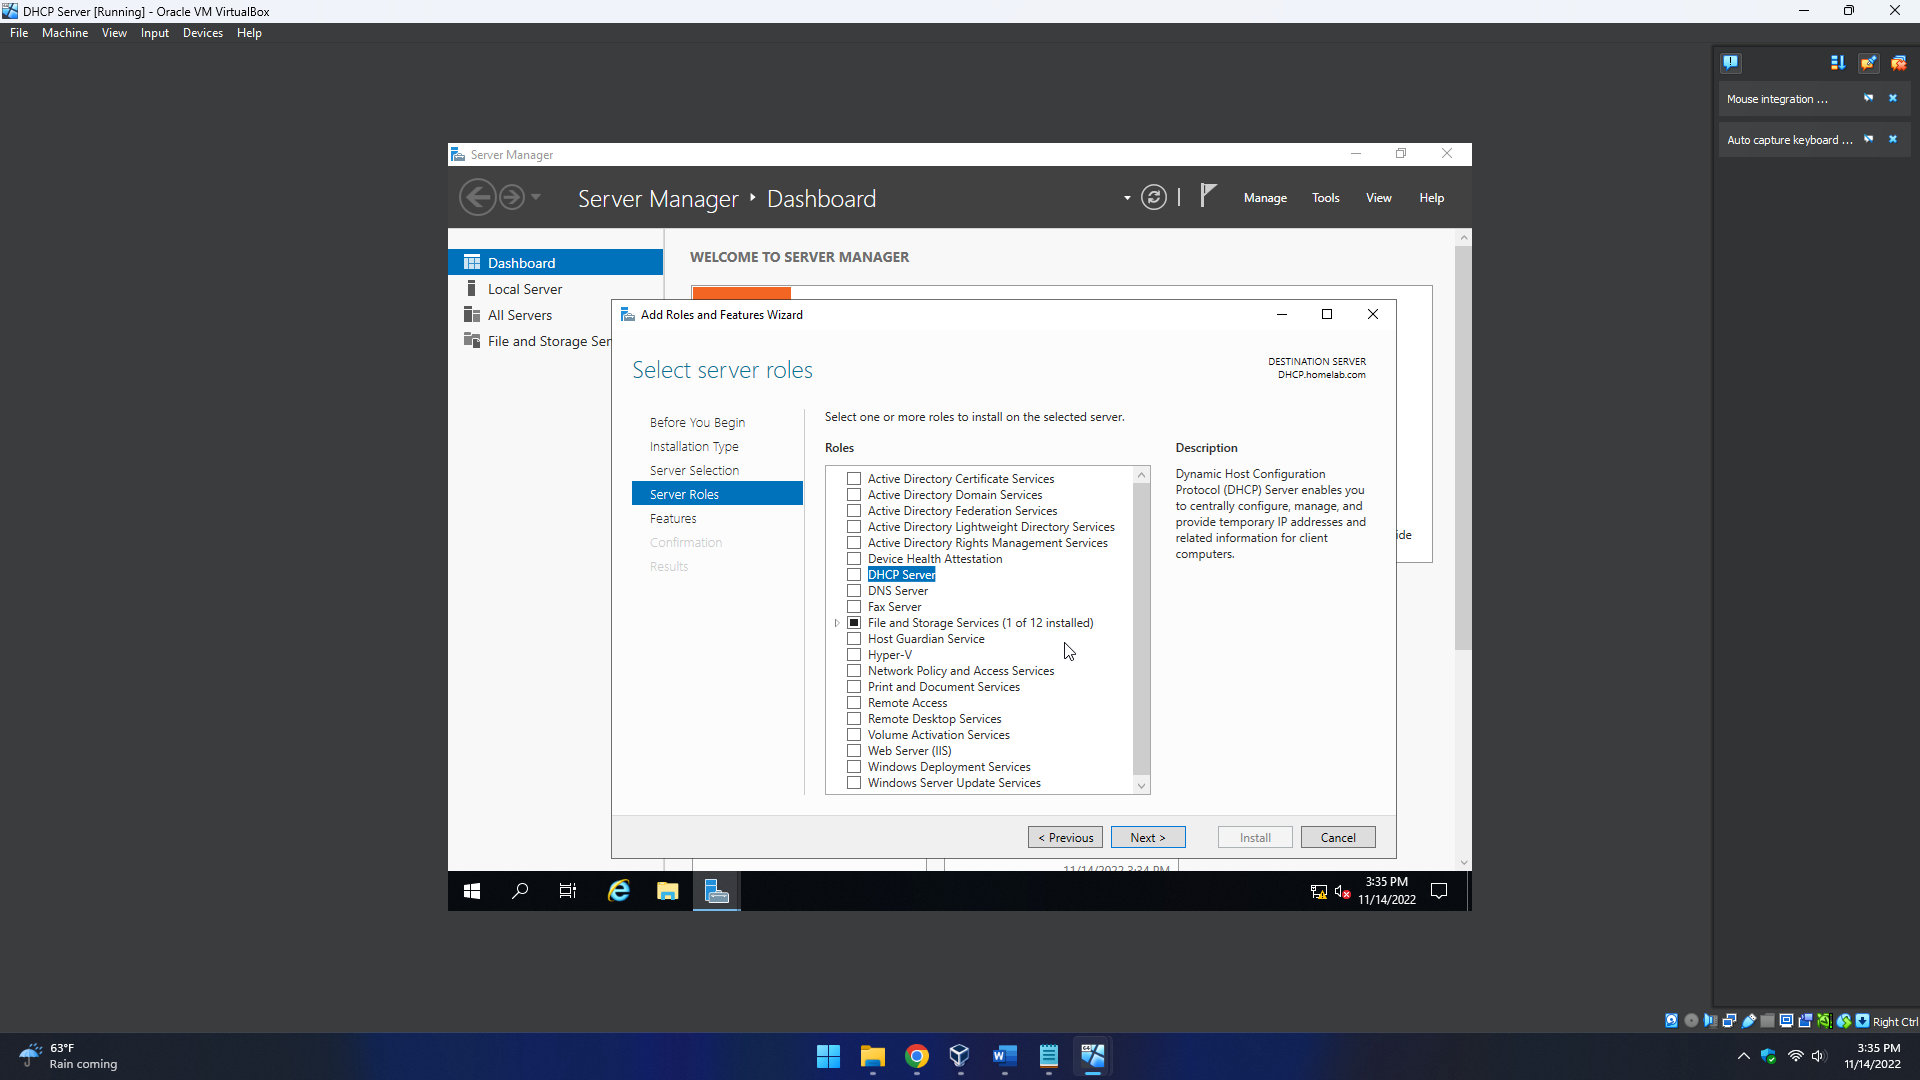 DHCP Server [Running] - Oracle VM VirtualBox
File Machine View Input Devices Help
Mouse integration ...
Auto capture keyboard ...
Server Manager
Server Manager Dashboard
Manage Tools View Help
Dashboard
Local Server
All Servers
File and Storage Ser
WELCOME TO SERVER MANAGER
Add Roles and Features Wizard
Select server roles
DESTINATION SERVER
DHCP.homelab.com
Before You Begin
Installation Type
Server Selection
Server Roles
Features
Confirmation
Results
Select one or more roles to install on the selected server.
Roles
Active Directory Certificate Services
Active Directory Domain Services
Active Directory Federation Services
Active Directory Lightweight Directory Services
Active Directory Rights Management Services
Device Health Attestation
DHCP Server
DNS Server
Fax Server
File and Storage Services (1 of 12 installed)
Host Guardian Service
Hyper-V
Network Policy and Access Services
Print and Document Services
Remote Access
Remote Desktop Services
Volume Activation Services
Web Server (IIS)
Windows Deployment Services
Windows Server Update Services
Description
Dynamic Host Configuration
Protocol (DHCP) Server enables you
to centrally configure, manage, and
provide temporary IP addresses and
related information for client
computers.
ide
< Previous Next > Install Cancel
11/14/2022 3:34 PM
3:35 PM
11/14/2022
Right Ctrl
63°F
Rain coming
3:35 PM
11/14/2022